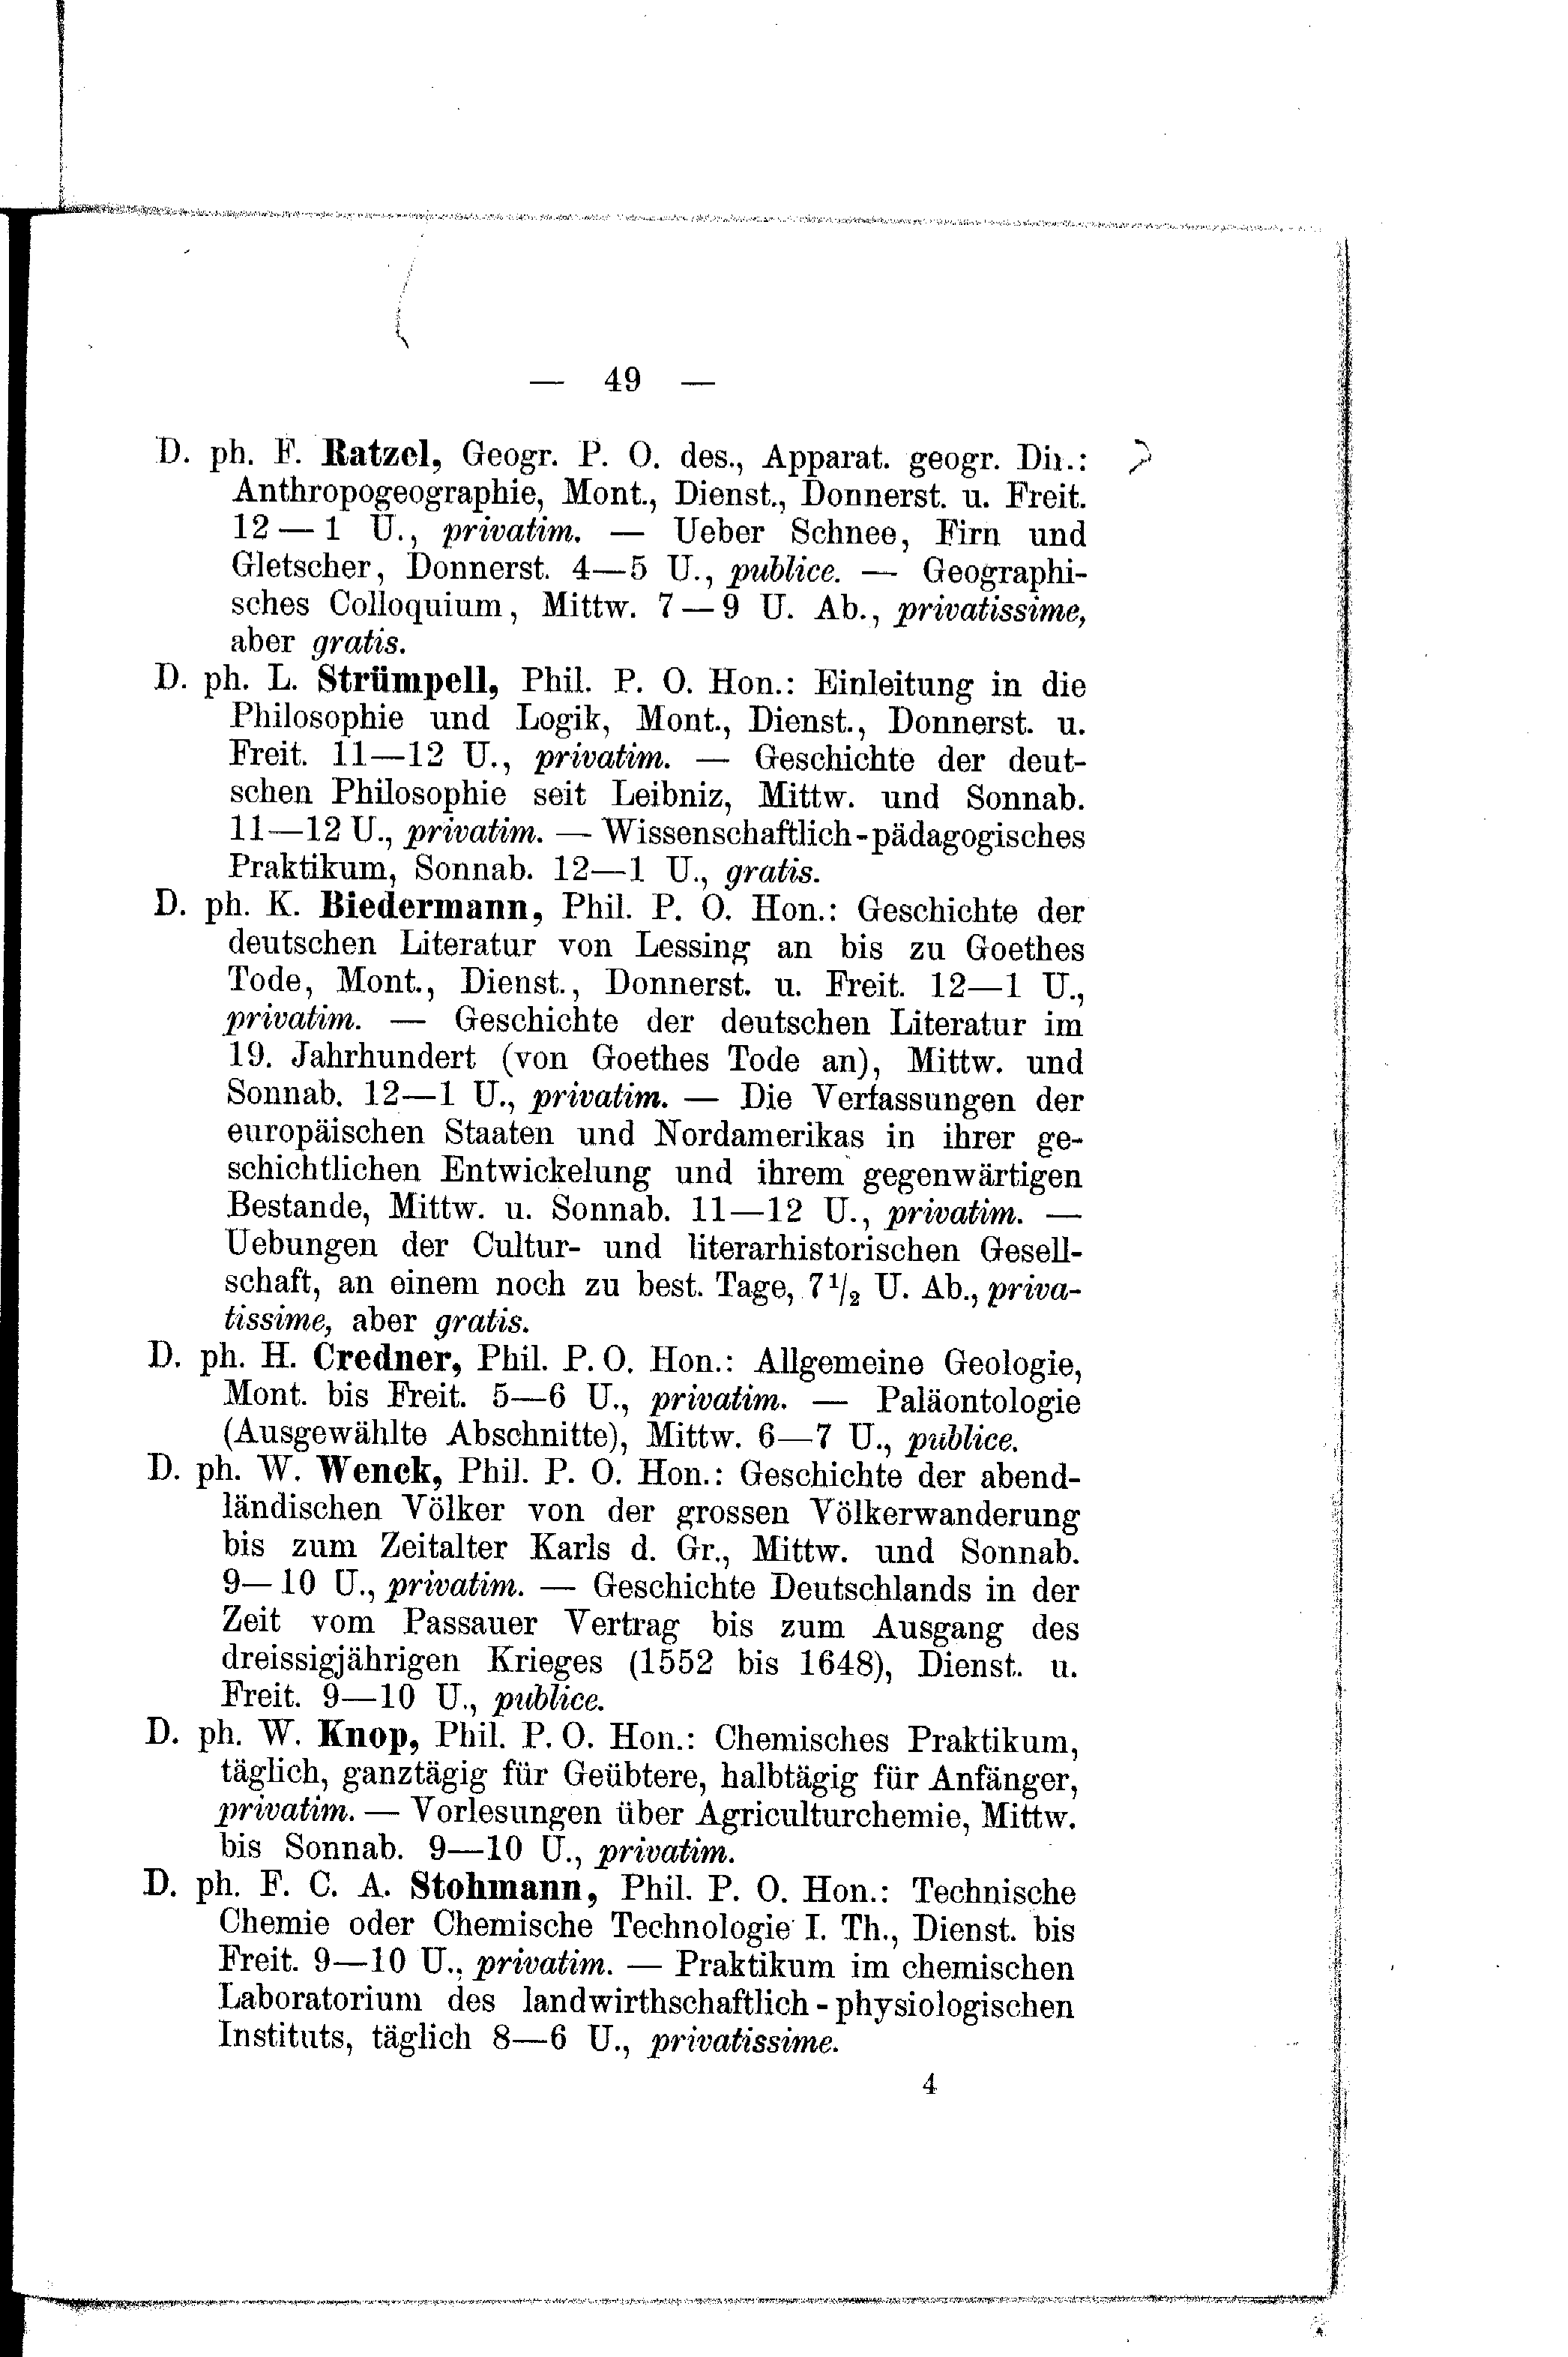 — 49 —
D. ph. F. Ratzel, Geogr. P. O. des., Apparat. geogr. Dir.:
Anthropogeographie, Mont., Dienst., Donnerst. u. Freit.
12—1 U., privatim. — Ueber Schnee, Firn und
Gletscher, Donnerst. 4—5 U., publice. — Geographi-
sches Colloquium, Mittw. 7—9 U. Ab., privatissime,
aber gratis.
D. ph. L. Strümpell, Phil. P. O. Hon.: Einleitung in die
Philosophie und Logik, Mont., Dienst., Donnerst. u.
Freit. 11—12 U., privatim. — Geschichte der deut-
schen Philosophie seit Leibniz, Mittw. und Sonnab.
11—12 U., privatim. — Wissenschaftlich-pädagogisches
Praktikum, Sonnab. 12—1 U., gratis.
D. ph. K. Biedermann, Phil. P. O. Hon.: Geschichte der
deutschen Literatur von Lessing an bis zu Goethes
Tode, Mont., Dienst., Donnerst. u. Freit. 12—1 U.,
privatim. — Geschichte der deutschen Literatur im
19. Jahrhundert (von Goethes Tode an), Mittw. und
Sonnab. 12—1 U., privatim. — Die Verfassungen der
europäischen Staaten und Nordamerikas in ihrer ge-
schichtlichen Entwickelung und ihrem gegenwärtigen
Bestande, Mittw. u. Sonnab. 11—12 U., privatim. —
Uebungen der Cultur- und literarhistorischen Gesell-
schaft, an einem noch zu best. Tage, 7½ U. Ab., priva-
tissime, aber gratis.
D. ph. H. Credner, Phil. P. O. Hon.: Allgemeine Geologie,
Mont. bis Freit. 5—6 U., privatim. — Paläontologie
(Ausgewählte Abschnitte), Mittw. 6—7 U., publice.
D. ph. W. Wenck, Phil. P. O. Hon.: Geschichte der abend-
ländischen Völker von der grossen Völkerwanderung
bis zum Zeitalter Karls d. Gr., Mittw. und Sonnab.
9—10 U., privatim. — Geschichte Deutschlands in der
Zeit vom Passauer Vertrag bis zum Ausgang des
dreissigjährigen Krieges (1552 bis 1648), Dienst. u.
Freit. 9—10 U., publice.
D. ph. W. Knop, Phil. P. O. Hon.: Chemisches Praktikum,
täglich, ganztägig für Geübtere, halbtägig für Anfänger,
privatim. — Vorlesungen über Agriculturchemie, Mittw.
bis Sonnab. 9—10 U., privatim.
D. ph. F. C. A. Stohmann, Phil. P. O. Hon.: Technische
Chemie oder Chemische Technologie I. Th., Dienst. bis
Freit. 9—10 U., privatim. — Praktikum im chemischen
Laboratorium des landwirthschaftlich-physiologischen
Instituts, täglich 8—6 U., privatissime.
4